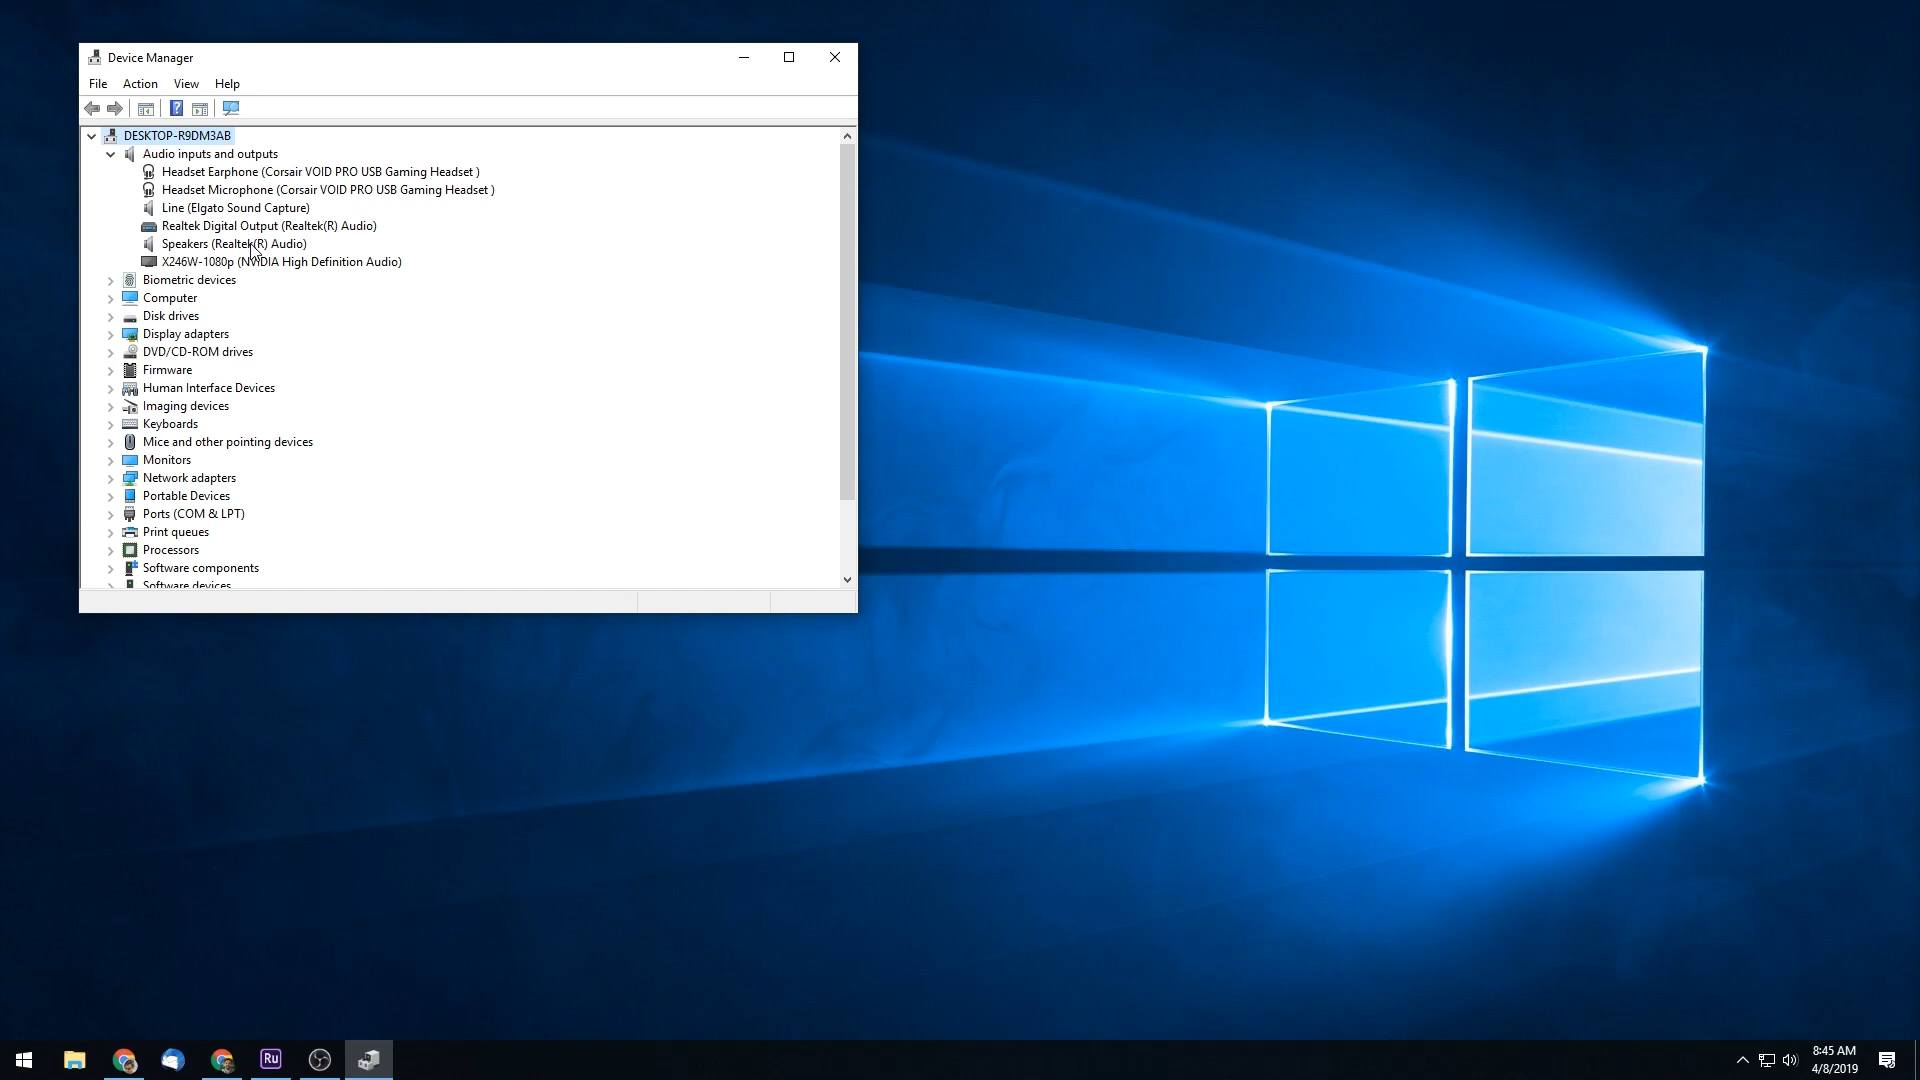 Device Manager
File Action View Help
DESKTOP-R9DM3AB
Audio inputs and outputs
Headset Earphone (Corsair VOID PRO USB Gaming Headset )
Headset Microphone (Corsair VOID PRO USB Gaming Headset )
Line (Elgato Sound Capture)
Realtek Digital Output (Realtek(R) Audio)
Speakers (Realtek(R) Audio)
X246W-1080p (NVIDIA High Definition Audio)
Biometric devices
Computer
Disk drives
Display adapters
DVD/CD-ROM drives
Firmware
Human Interface Devices
Imaging devices
Keyboards
Mice and other pointing devices
Monitors
Network adapters
Portable Devices
Ports (COM & LPT)
Print queues
Processors
Software components
Software devices
Ru
8:45 AM
4/8/2019